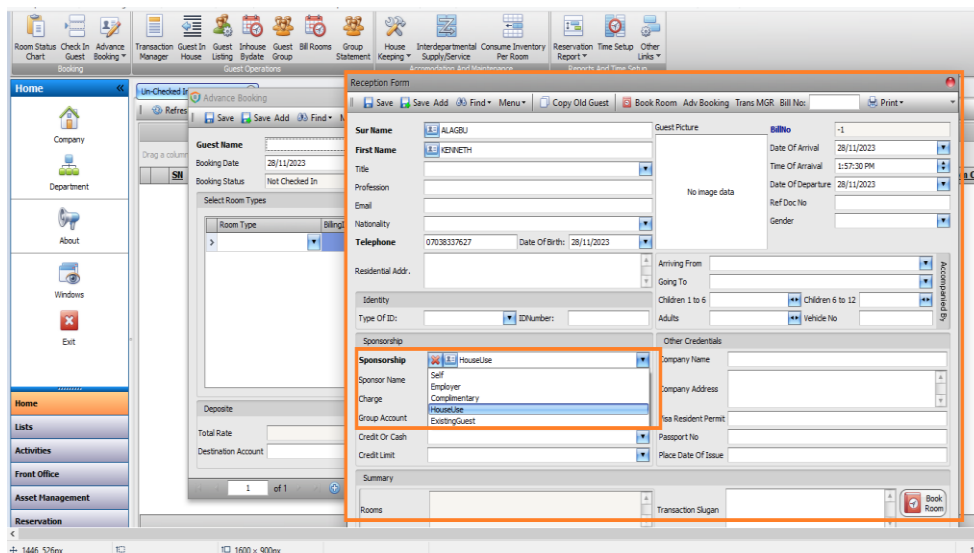 Room Status Chart
Check In Guest
Advance Booking
Booking
Transaction Manager
Guest In House
Guest Listing
Inhouse Bydate
Guest Group
Bill Rooms
Group Statement
Guest Operations
House Keeping
Interdepartmental Supply/Service
Consume Inventory Per Room
Accomodation And Maintenance
Reservation Report
Time Setup
Other Links
Reports And Time Setup
Home
Company
Department
About
Windows
Exit
Home
Lists
Activities
Front Office
Asset Management
Reservation
Un-Checked
Refres
Drag a column
SN
Advance Booking
Save Save Add Find
Guest Name
Booking Date 28/11/2023
Booking Status Not Checked In
Select Room Types
Room Type
Deposite
Total Rate
Destination Account
1 of 1
Reception Form
Save Save Add Find Menu Copy Old Guest Book Room Adv Booking Trans MGR Bill No: Print
Sur Name ALAGBU
First Name KENNETH
Title
Profession
Email
Nationality
Telephone 07038337627 Date Of Birth: 28/11/2023
Residential Addr.
Guest Picture
No image data
BillNo -1
Date Of Arrival 28/11/2023
Time Of Arraival 1:57:30 PM
Date Of Departure 28/11/2023
Ref Doc No
Gender
Arriving From
Going To
Children 1 to 6 Children 6 to 12
Adults Vehicle No
Accompanied By
Identity
Type Of ID: IDNumber:
Sponsorship
Sponsorship HouseUse
Self
Employer
Complimentary
HouseUse
ExistingGuest
Sponsor Name
Charge
Group Account
Credit Or Cash
Credit Limit
Other Credentials
Company Name
Company Address
Visa Resident Permit
Passport No
Place Date Of Issue
Summary
Rooms
Transaction Slugan
Book Room
1446, 526px
1600 × 900px